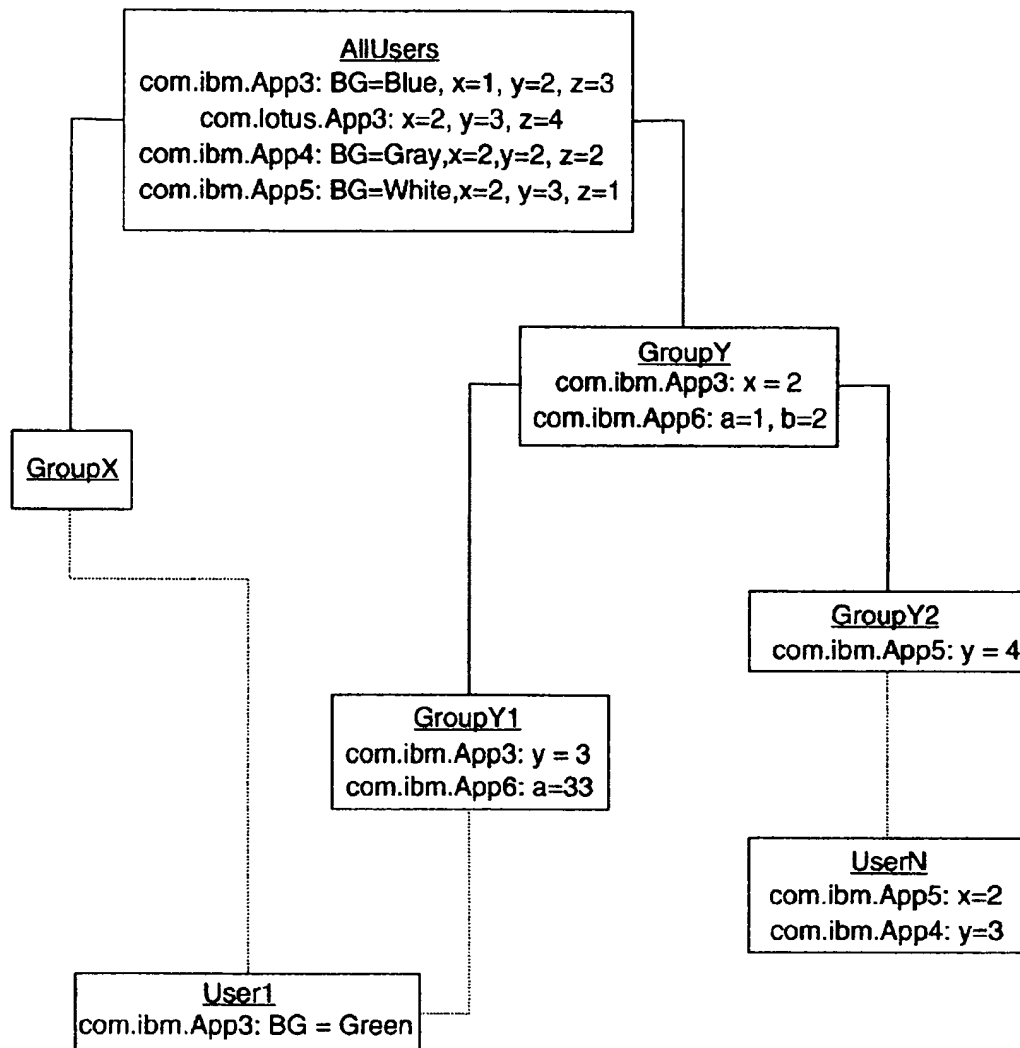 AllUsers
com.ibm.App3: BG=Blue, x=1, y=2, z=3
com.lotus.App3: x=2, y=3, z=4
com.ibm.App4: BG=Gray,x=2,y=2, z=2
com.ibm.App5: BG=White,x=2, y=3, z=1
GroupY
com.ibm.App3: x = 2
com.ibm.App6: a=1, b=2
GroupX
GroupY2
com.ibm.App5: y = 4
GroupY1
com.ibm.App3: y = 3
com.ibm.App6: a=33
UserN
com.ibm.App5: x=2
com.ibm.App4: y=3
User1
com.ibm.App3: BG = Green